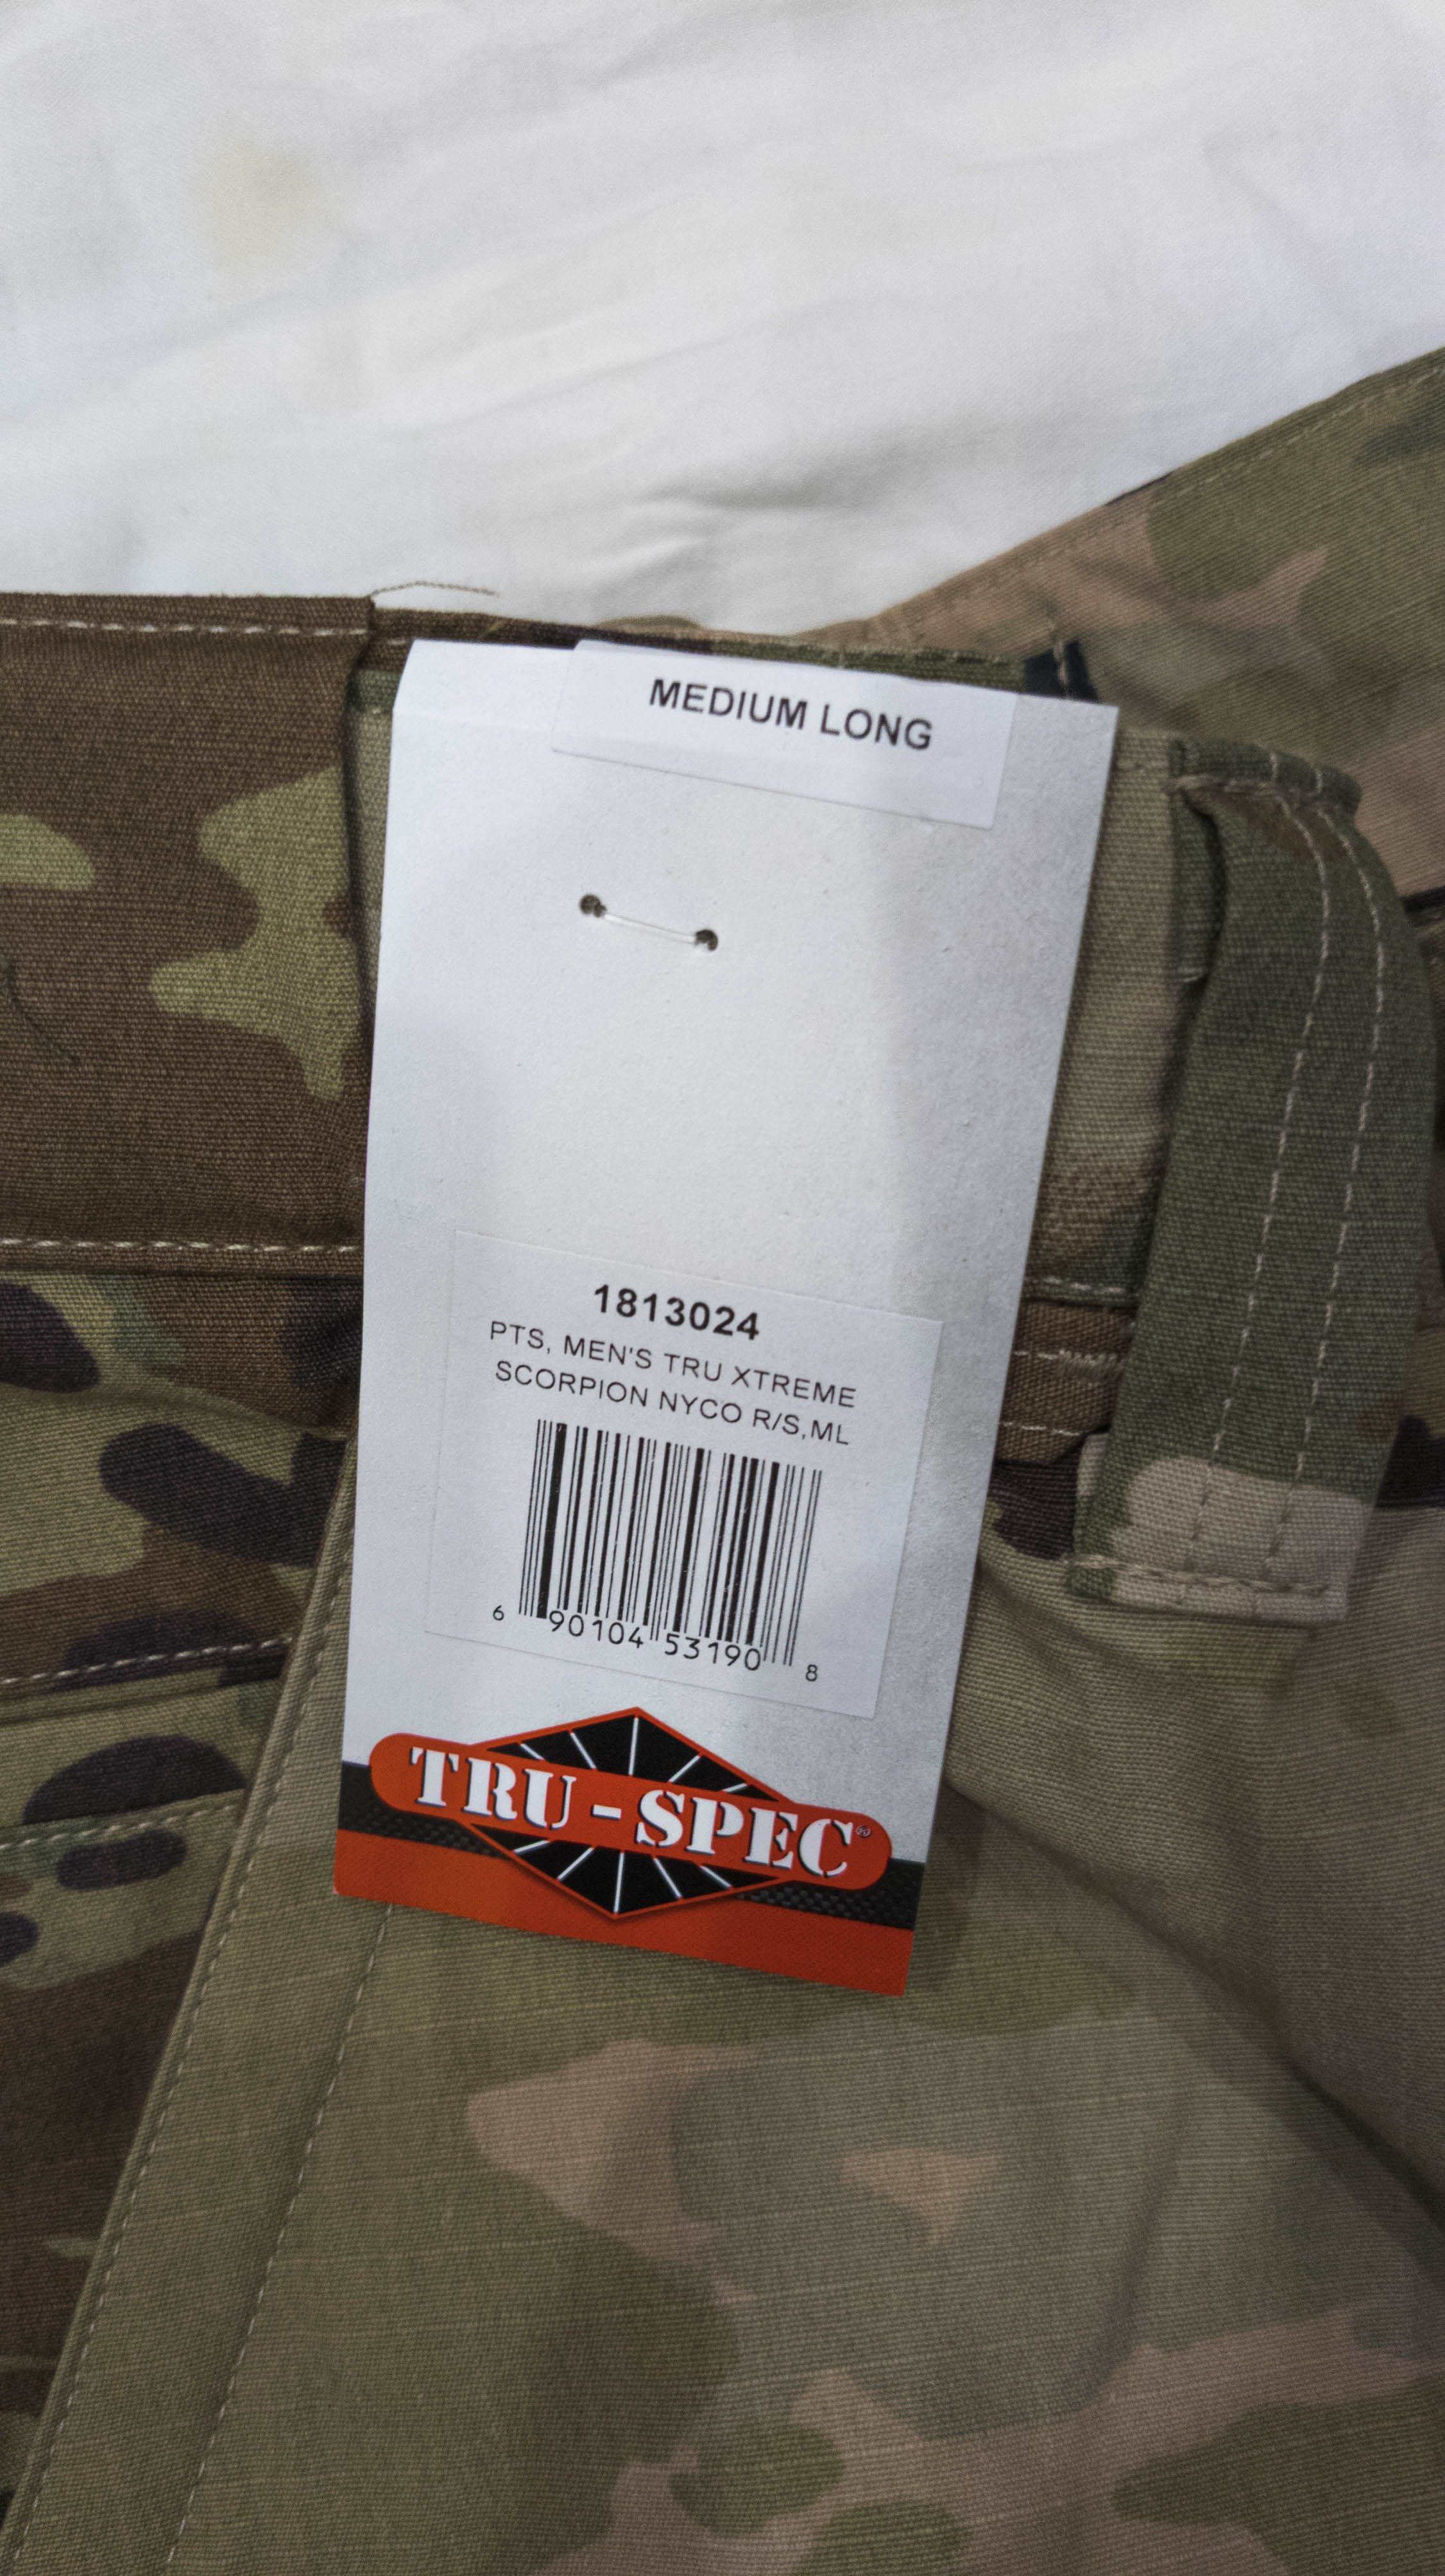 MEDIUM LONG
1813024
PTS, MEN'S TRU XTREME
SCORPION NYCO R/S,ML
6 90104 53190 8
TRU-SPEC®